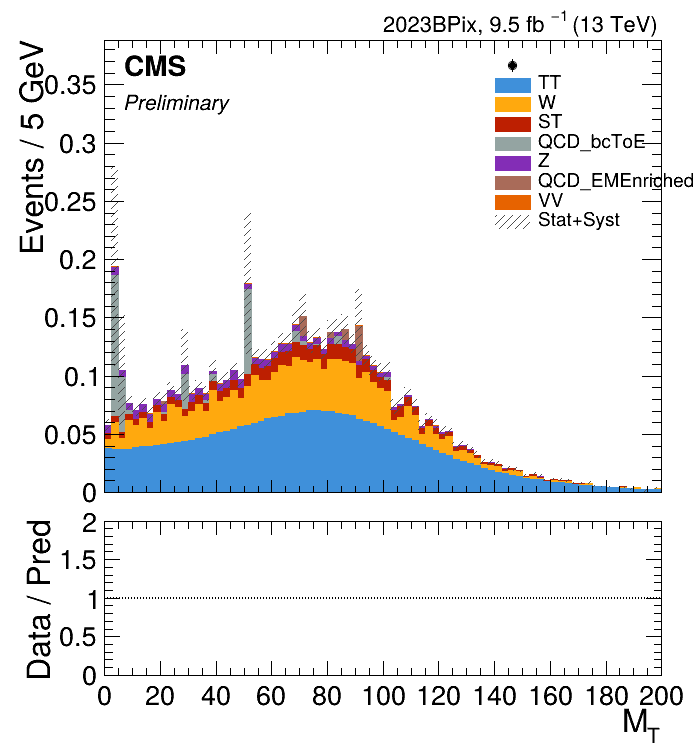 2023BPix, 9.5 fb⁻¹ (13 TeV)
CMS
Preliminary
TT
W
ST
QCD_bcToE
Z
QCD_EMEnriched
VV
Stat+Syst
Events / 5 GeV
0.35
0.3
0.25
0.2
0.15
0.1
0.05
0
Data / Pred
2
1.5
1
0.5
0
0 20 40 60 80 100 120 140 160 180 200
M_T